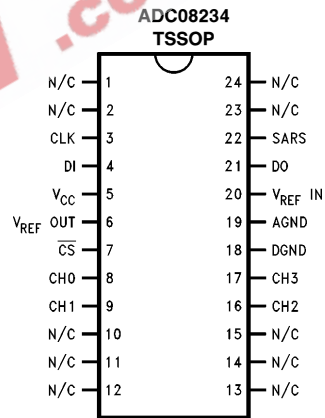 ADC08234
TSSOP
N/C 1 24 N/C
N/C 2 23 N/C
CLK 3 22 SARS
DI 4 21 DO
VCC 5 20 VREF IN
VREF OUT 6 19 AGND
C̅S̅ 7 18 DGND
CH0 8 17 CH3
CH1 9 16 CH2
N/C 10 15 N/C
N/C 11 14 N/C
N/C 12 13 N/C